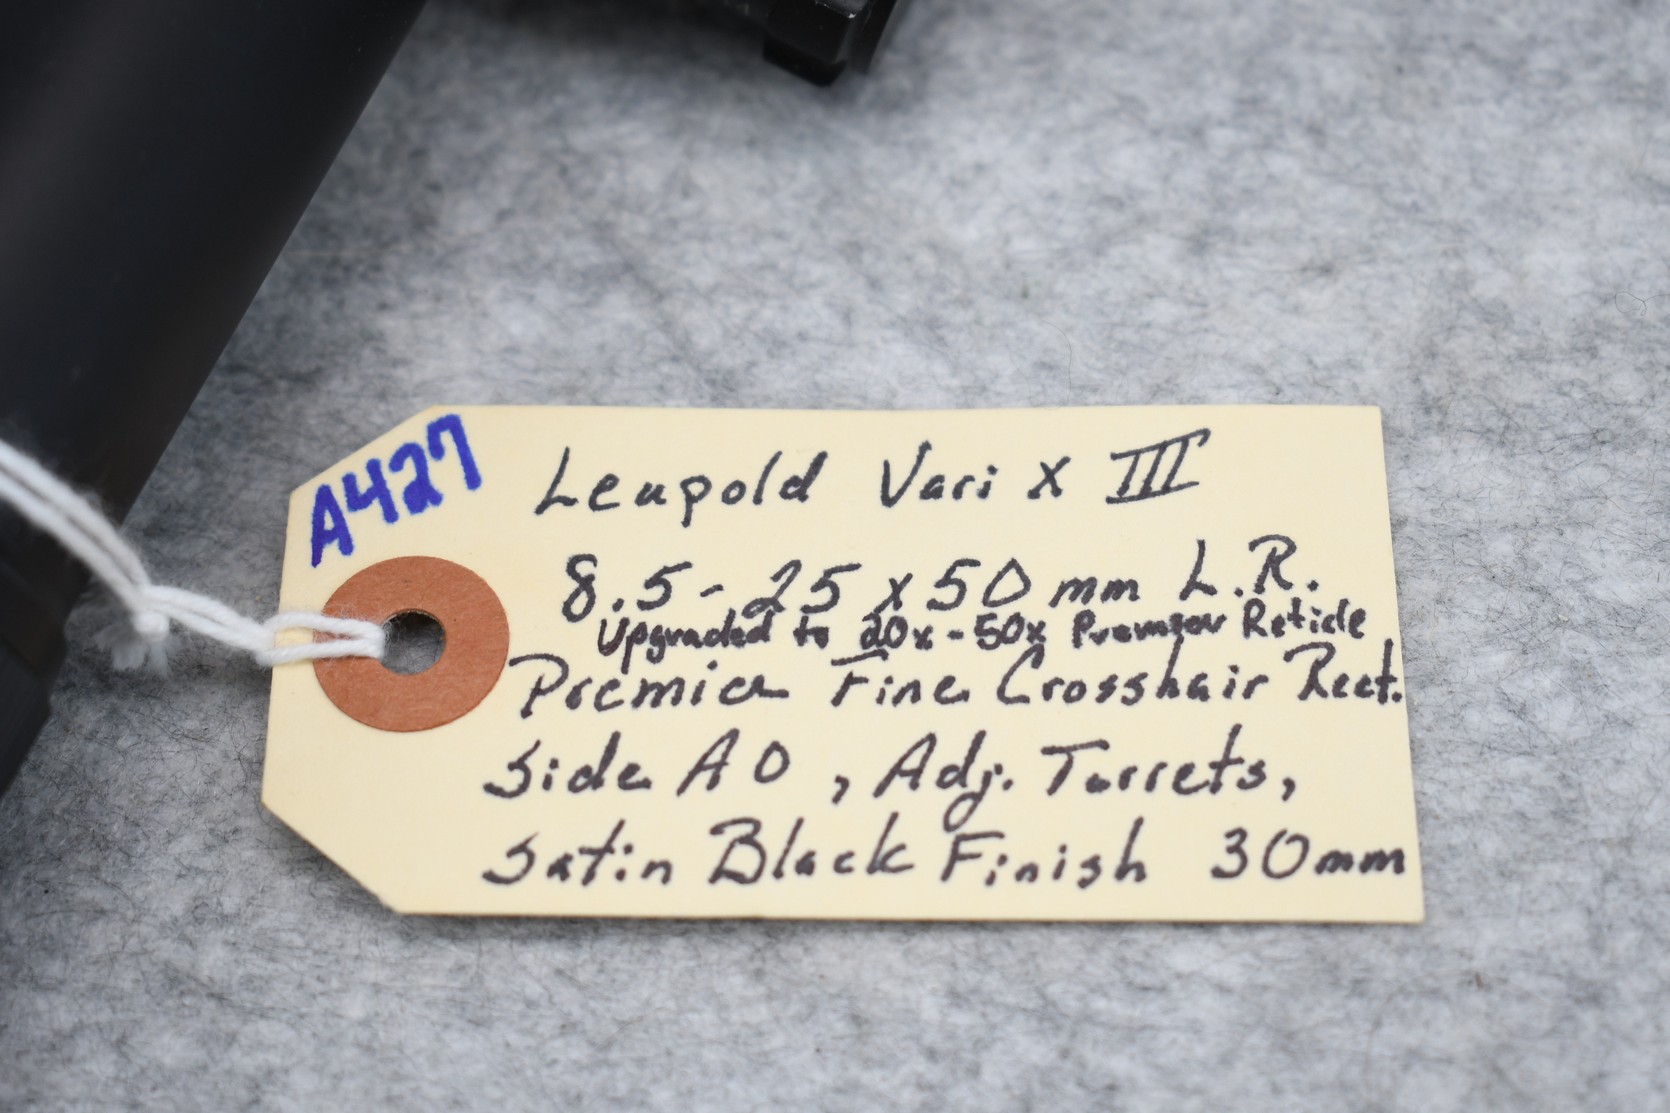 A427
Leupold Vari X III
8.5-25x50mm L.R.
Upgraded to 20x-50x Premier Reticle
Premier Fine Crosshair Rect.
Side AO, Adj. Turrets,
Satin Black Finish 30mm